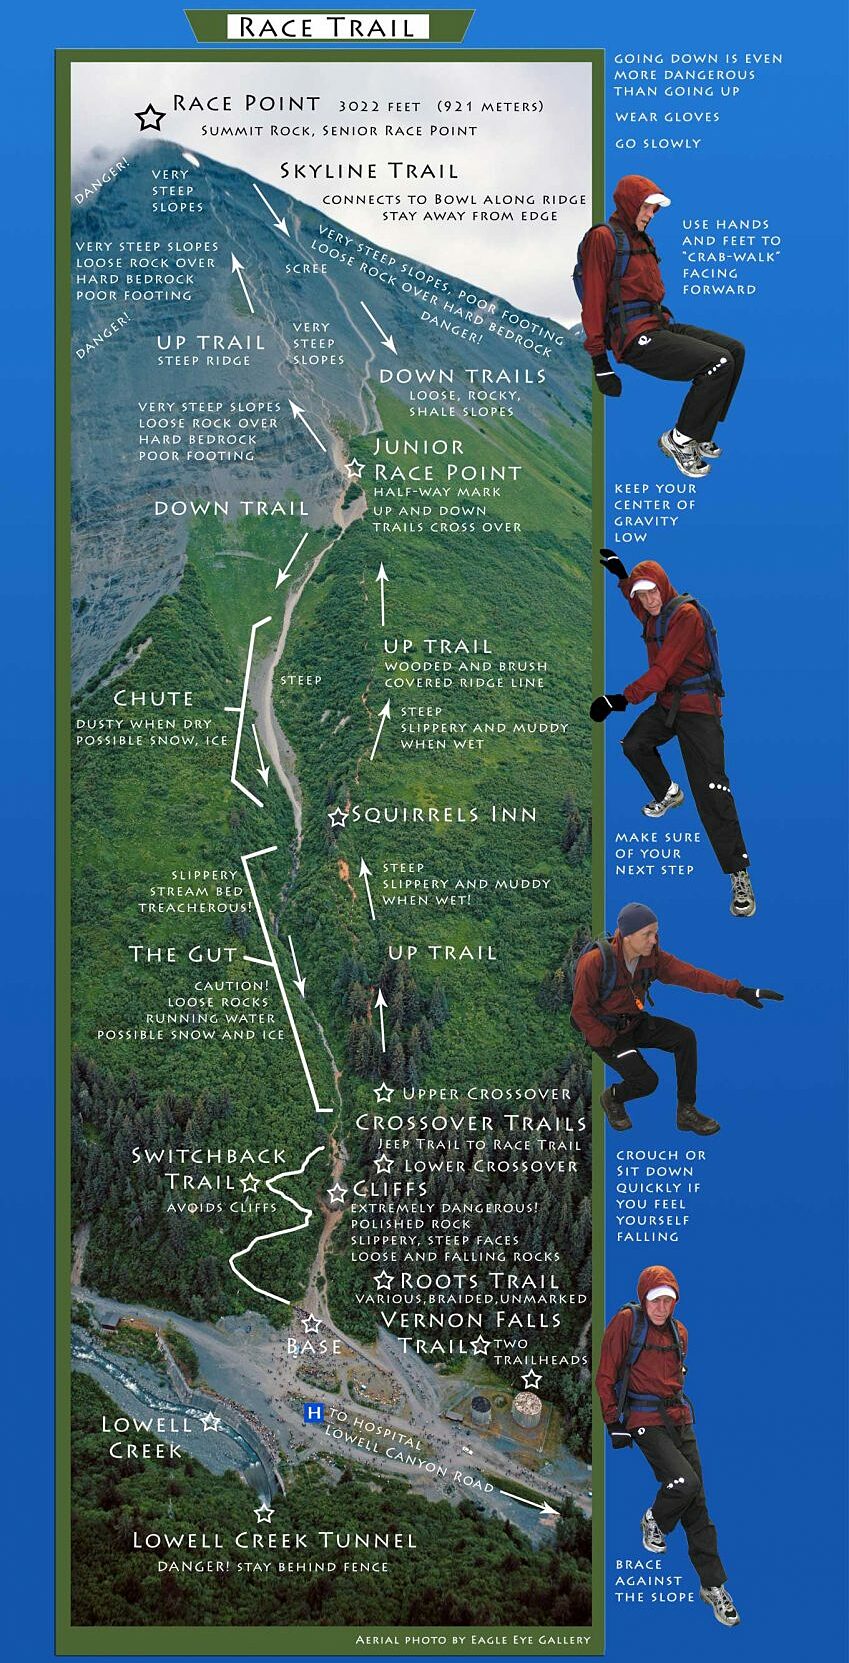 Race Trail
Race Point 3022 feet (921 meters)
Summit Rock, Senior Race Point
Danger!
Very
steep
slopes
Skyline Trail
connects to Bowl along ridge
stay away from edge
Very steep slopes
loose rock over
hard bedrock
poor footing
Scree
Very steep slopes, poor footing
loose rock over hard bedrock
Danger!
Danger!
Up Trail
steep ridge
Very
steep
slopes
Down Trails
loose, rocky,
shale slopes
Very steep slopes
loose rock over
hard bedrock
poor footing
Junior
Race Point
half-way mark
up and down
trails cross over
Down Trail
Up Trail
wooded and brush
covered ridge line
Steep
Chute
dusty when dry
possible snow, ice
steep
slippery and muddy
when wet
Squirrels Inn
slippery
stream bed
treacherous!
steep
slippery and muddy
when wet!
The Gut
Up Trail
Caution!
loose rocks
running water
possible snow and ice
Upper Crossover
Crossover Trails
Jeep Trail to Race Trail
Lower Crossover
Switchback
Trail
avoids cliffs
Cliffs
extremely dangerous!
polished rock
slippery, steep faces
loose and falling rocks
Roots Trail
various,braided,unmarked
Vernon Falls
Trail
two
trailheads
Base
H to Hospital
Lowell Canyon Road
Lowell
Creek
Lowell Creek Tunnel
Danger! stay behind fence
Aerial photo by Eagle Eye Gallery
Going down is even
more dangerous
than going up
Wear gloves
Go slowly
Use hands
and feet to
"crab-walk"
facing
forward
Keep your
center of
gravity
low
Make sure
of your
next step
Crouch or
sit down
quickly if
you feel
yourself
falling
Brace
against
the slope